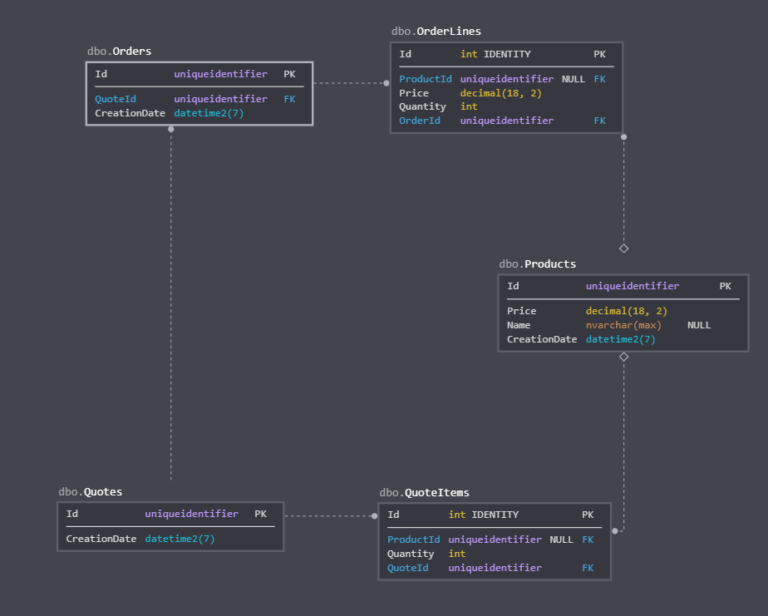 dbo.Orders
Id uniqueidentifier PK
QuoteId uniqueidentifier FK
CreationDate datetime2(7)
dbo.OrderLines
Id int IDENTITY PK
ProductId uniqueidentifier NULL FK
Price decimal(18, 2)
Quantity int
OrderId uniqueidentifier FK
dbo.Products
Id uniqueidentifier PK
Price decimal(18, 2)
Name nvarchar(max) NULL
CreationDate datetime2(7)
dbo.Quotes
Id uniqueidentifier PK
CreationDate datetime2(7)
dbo.QuoteItems
Id int IDENTITY PK
ProductId uniqueidentifier NULL FK
Quantity int
QuoteId uniqueidentifier FK